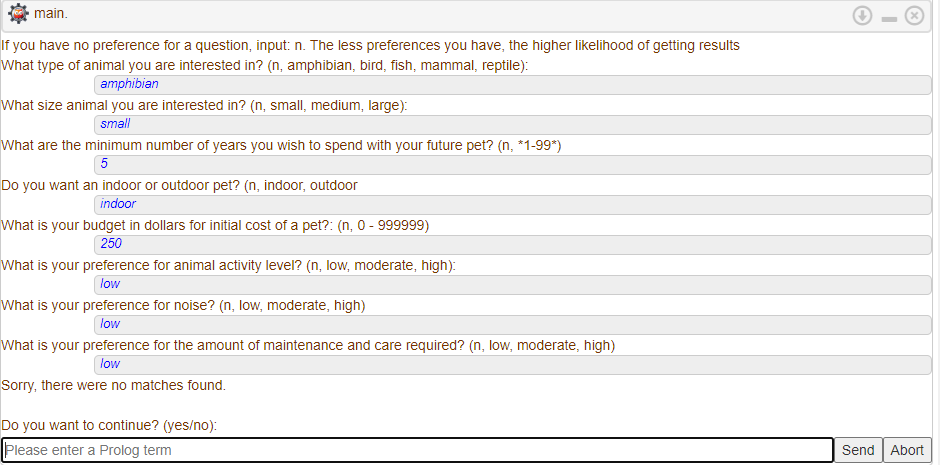 main.
If you have no preference for a question, input: n. The less preferences you have, the higher likelihood of getting results
What type of animal you are interested in? (n, amphibian, bird, fish, mammal, reptile):
amphibian
What size animal you are interested in? (n, small, medium, large):
small
What are the minimum number of years you wish to spend with your future pet? (n, *1-99*)
5
Do you want an indoor or outdoor pet? (n, indoor, outdoor
indoor
What is your budget in dollars for initial cost of a pet?: (n, 0 - 999999)
250
What is your preference for animal activity level? (n, low, moderate, high):
low
What is your preference for noise? (n, low, moderate, high)
low
What is your preference for the amount of maintenance and care required? (n, low, moderate, high)
low
Sorry, there were no matches found.
Do you want to continue? (yes/no):
Please enter a Prolog term Send Abort